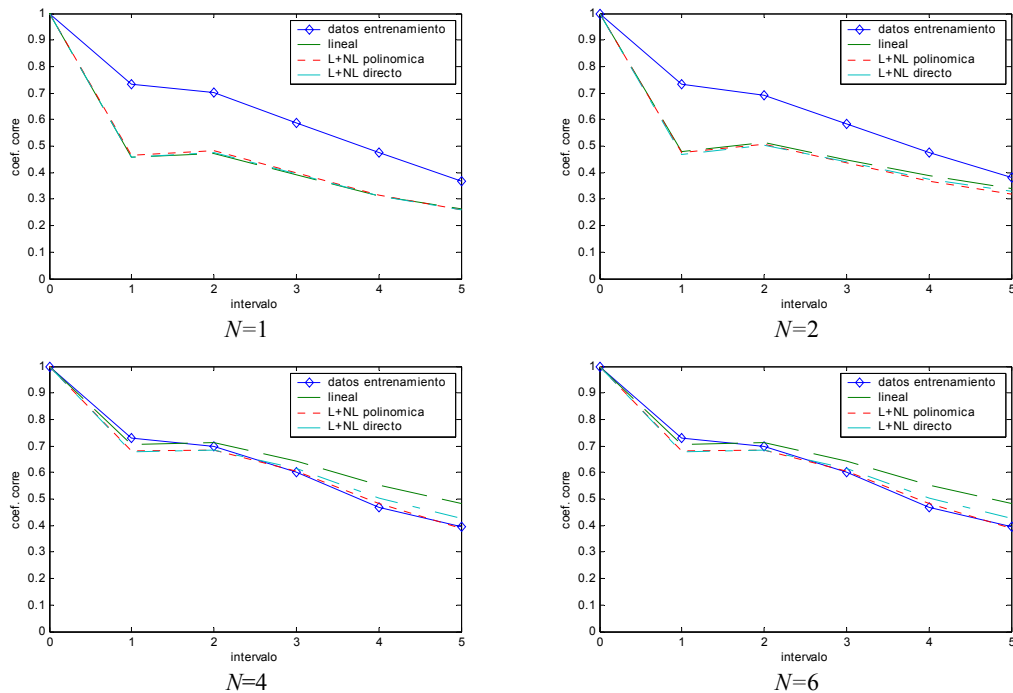 1
0.9
0.8
0.7
0.6
0.5
0.4
0.3
0.2
0.1
0
coef. corre
0 1 2 3 4 5
intervalo
datos entrenamiento
lineal
L+NL polinomica
L+NL directo
N=1
1
0.9
0.8
0.7
0.6
0.5
0.4
0.3
0.2
0.1
0
coef. corre
0 1 2 3 4 5
intervalo
datos entrenamiento
lineal
L+NL polinomica
L+NL directo
N=2
1
0.9
0.8
0.7
0.6
0.5
0.4
0.3
0.2
0.1
0
coef. corre
0 1 2 3 4 5
intervalo
datos entrenamiento
lineal
L+NL polinomica
L+NL directo
N=4
1
0.9
0.8
0.7
0.6
0.5
0.4
0.3
0.2
0.1
0
coef. corre
0 1 2 3 4 5
intervalo
datos entrenamiento
lineal
L+NL polinomica
L+NL directo
N=6